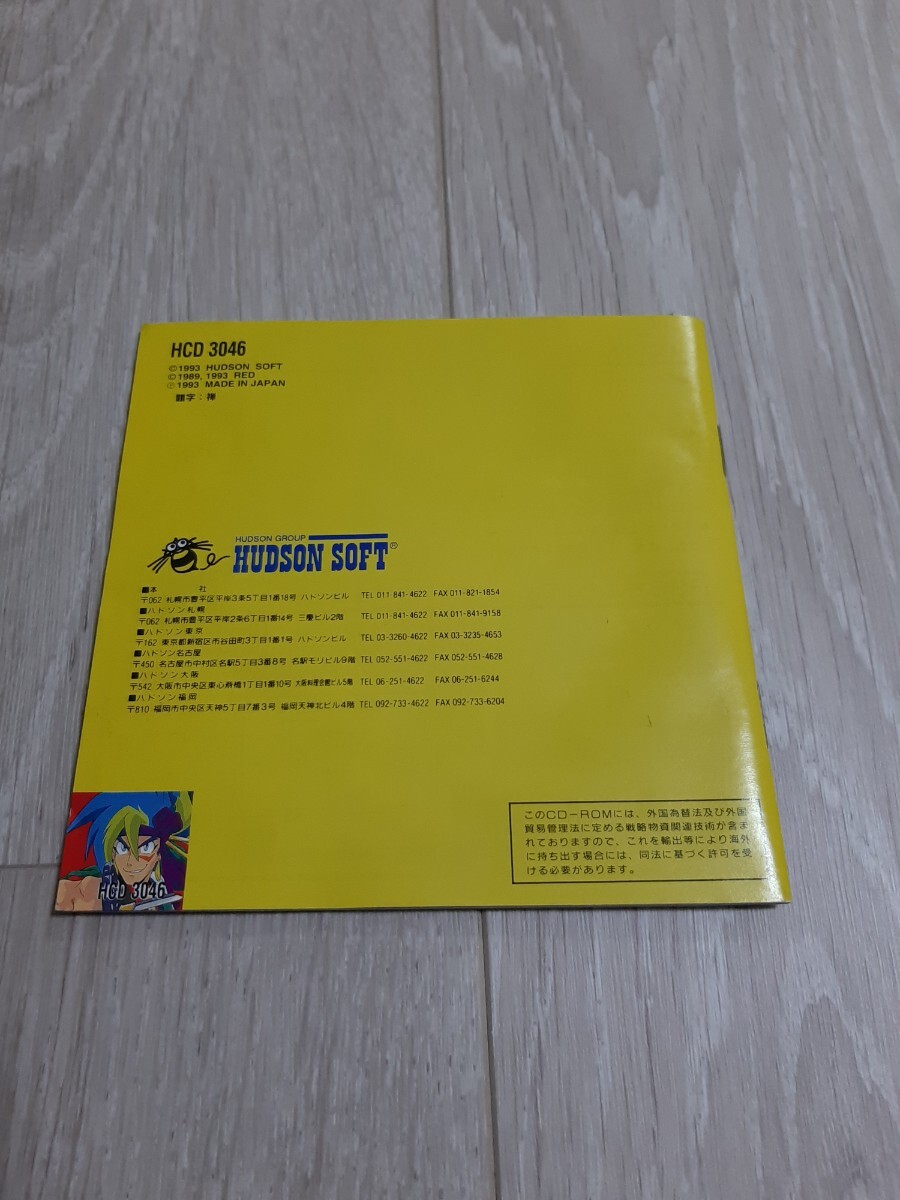 HCD 3046
©1993 HUDSON SOFT
©1989, 1993 RED
℗1993 MADE IN JAPAN
題字：禅
HUDSON GROUP
HUDSON SOFT®
■本 社
〒062 札幌市豊平区平岸3条5丁目1番18号 ハドソンビル TEL 011-841-4622 FAX 011-821-1854
■ハドソン札幌
〒062 札幌市豊平区平岸2条6丁目1番14号 三慶ビル2階 TEL 011-841-4622 FAX 011-841-9158
■ハドソン東京
〒162 東京都新宿区市谷田町3丁目1番1号 ハドソンビル TEL 03-3260-4622 FAX 03-3235-4653
■ハドソン名古屋
〒450 名古屋市中村区名駅5丁目3番8号 名駅モリビル9階 TEL 052-551-4622 FAX 052-551-4628
■ハドソン大阪
〒542 大阪市中央区東心斎橋1丁目1番10号 大阪料理会館ビル5階 TEL 06-251-4622 FAX 06-251-6244
■ハドソン福岡
〒810 福岡市中央区天神5丁目7番3号 福岡天神北ビル4階 TEL 092-733-4622 FAX 092-733-6204
このCD-ROMには、外国為替法及び外国
貿易管理法に定める戦略物資関連技術が含ま
れておりますので、これを輸出等により海外
に持ち出す場合には、同法に基づく許可を受
ける必要があります。
HCD 3046